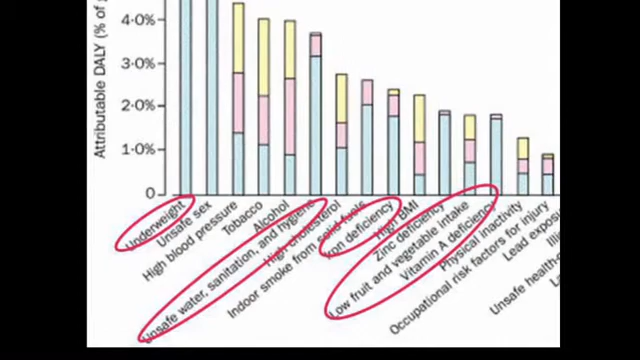 Attributable DALY (% of
4·0%
3·0%
2·0%
1·0%
0
Underweight
Unsafe sex
High blood pressure
Tobacco
Alcohol
Unsafe water, sanitation, and hygiene
High cholesterol
Indoor smoke from solid fuels
Iron deficiency
High BMI
Zinc deficiency
Low fruit and vegetable intake
Vitamin A deficiency
Physical inactivity
Occupational risk factors for injury
Lead
Unsafe